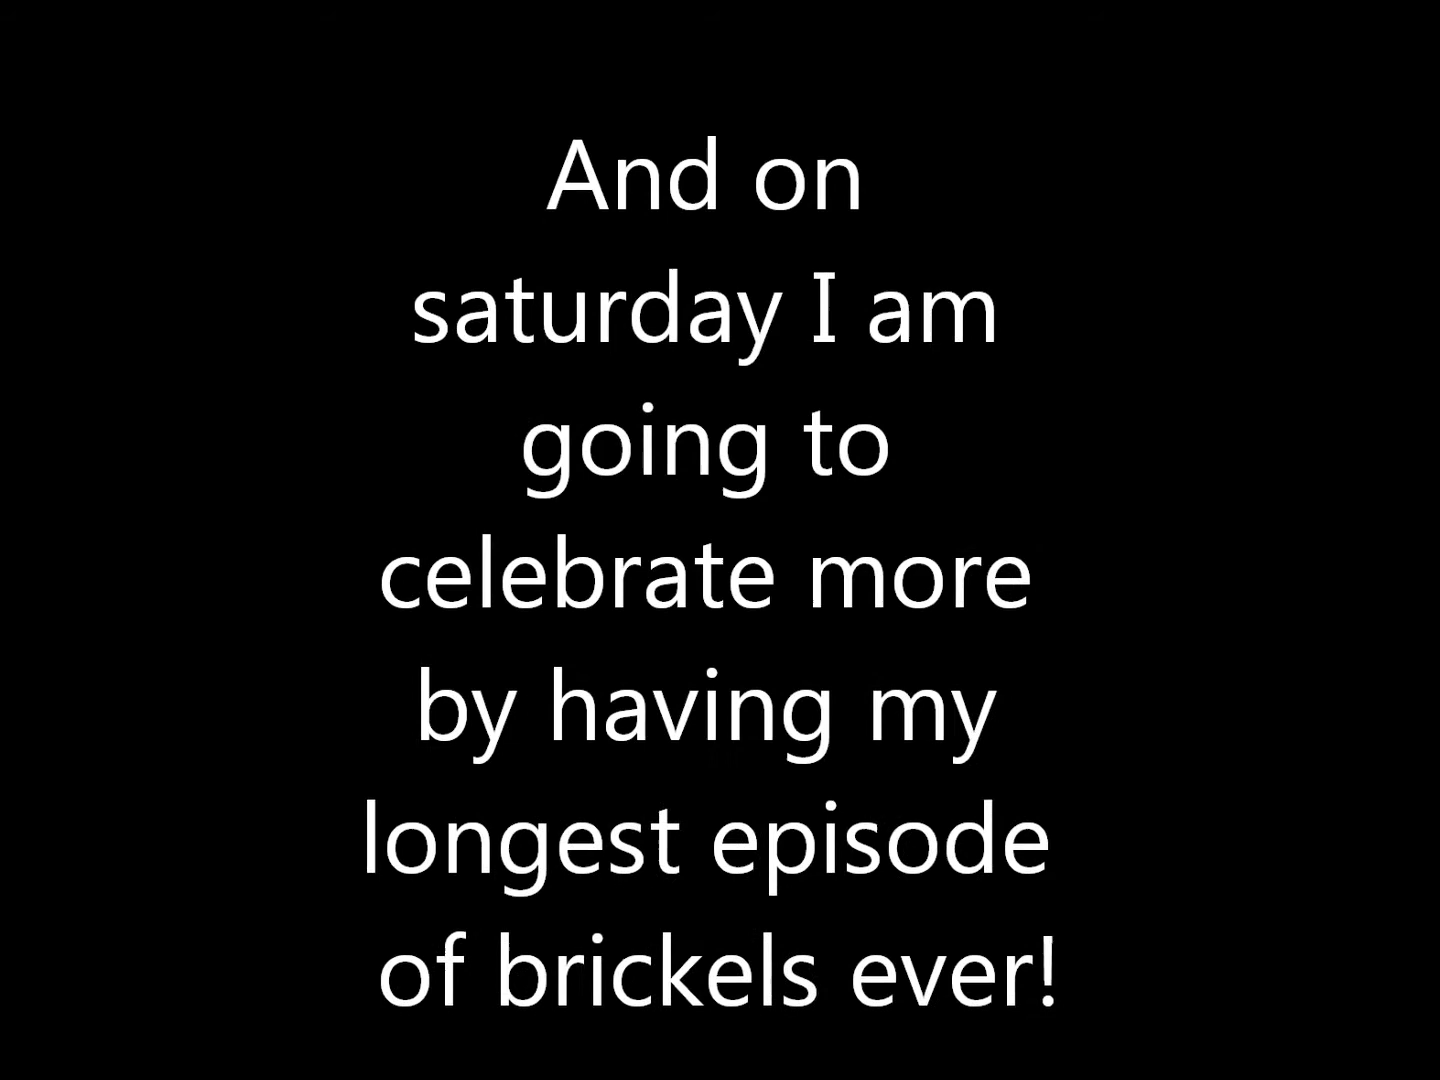 And on
saturday I am
going to
celebrate more
by having my
longest episode
of brickels ever!